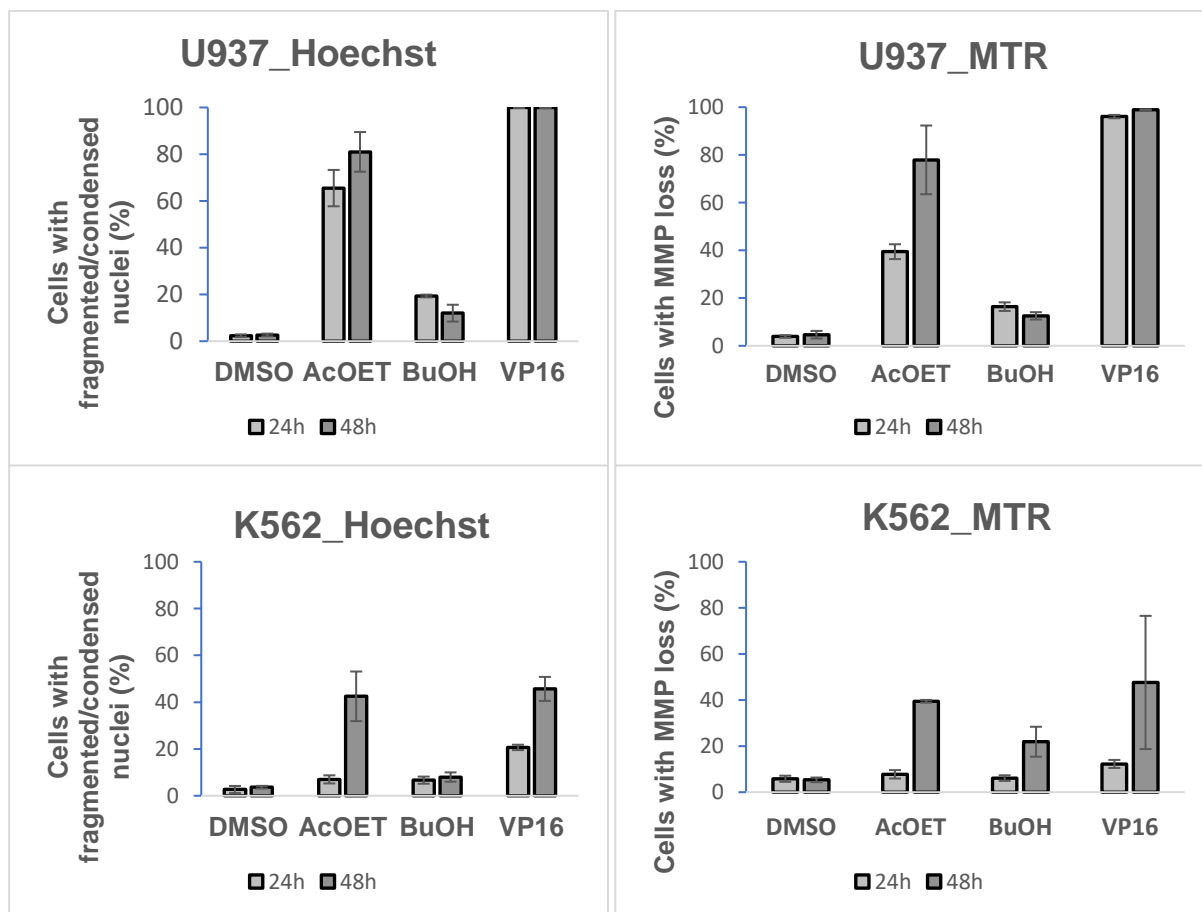 U937_Hoechst
Cells with
fragmented/condensed
nuclei (%)
100
80
60
40
20
0
DMSO AcOET BuOH VP16
24h 48h
U937_MTR
Cells with MMP loss (%)
100
80
60
40
20
0
DMSO AcOET BuOH VP16
24h 48h
K562_Hoechst
Cells with
fragmented/condensed
nuclei (%)
100
80
60
40
20
0
DMSO AcOET BuOH VP16
24h 48h
K562_MTR
Cells with MMP loss (%)
100
80
60
40
20
0
DMSO AcOET BuOH VP16
24h 48h